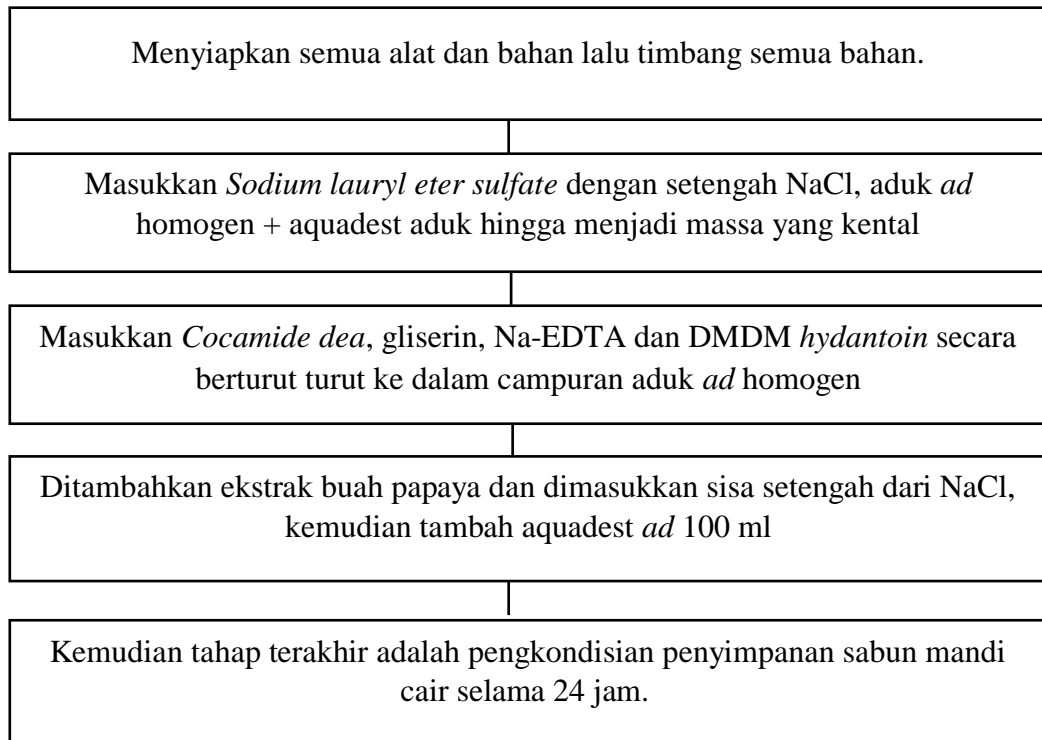 Menyiapkan semua alat dan bahan lalu timbang semua bahan.
Masukkan Sodium lauryl eter sulfate dengan setengah NaCl, aduk ad
homogen + aquadest aduk hingga menjadi massa yang kental
Masukkan Cocamide dea, gliserin, Na-EDTA dan DMDM hydantoin secara
berturut turut ke dalam campuran aduk ad homogen
Ditambahkan ekstrak buah papaya dan dimasukkan sisa setengah dari NaCl,
kemudian tambah aquadest ad 100 ml
Kemudian tahap terakhir adalah pengkondisian penyimpanan sabun mandi
cair selama 24 jam.